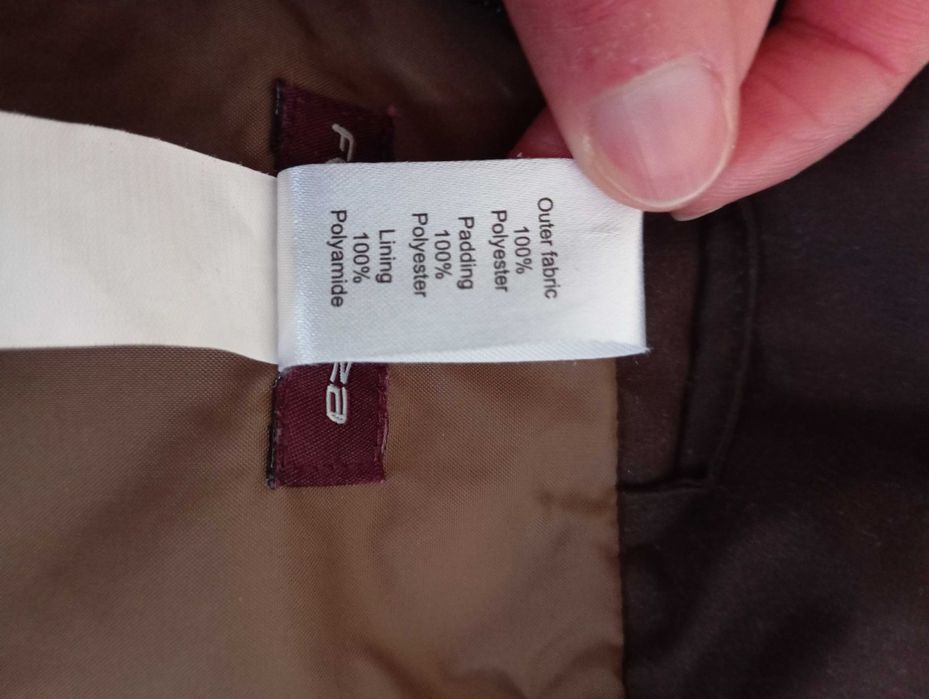 Outer fabric
100%
Polyester
Padding
100%
Polyester
Lining
100%
Polyamide